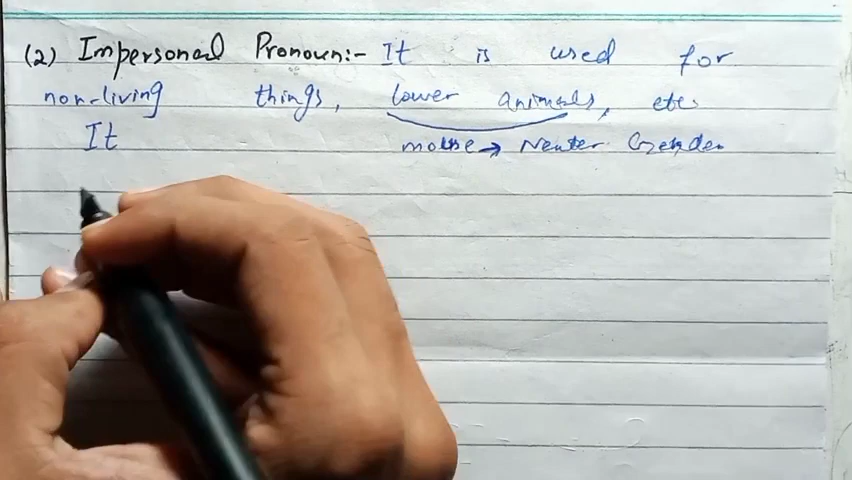 (2) Impersonal Pronoun:- It is used for
non-living things, lower animals, etc.
It mouse → Neuter Gender